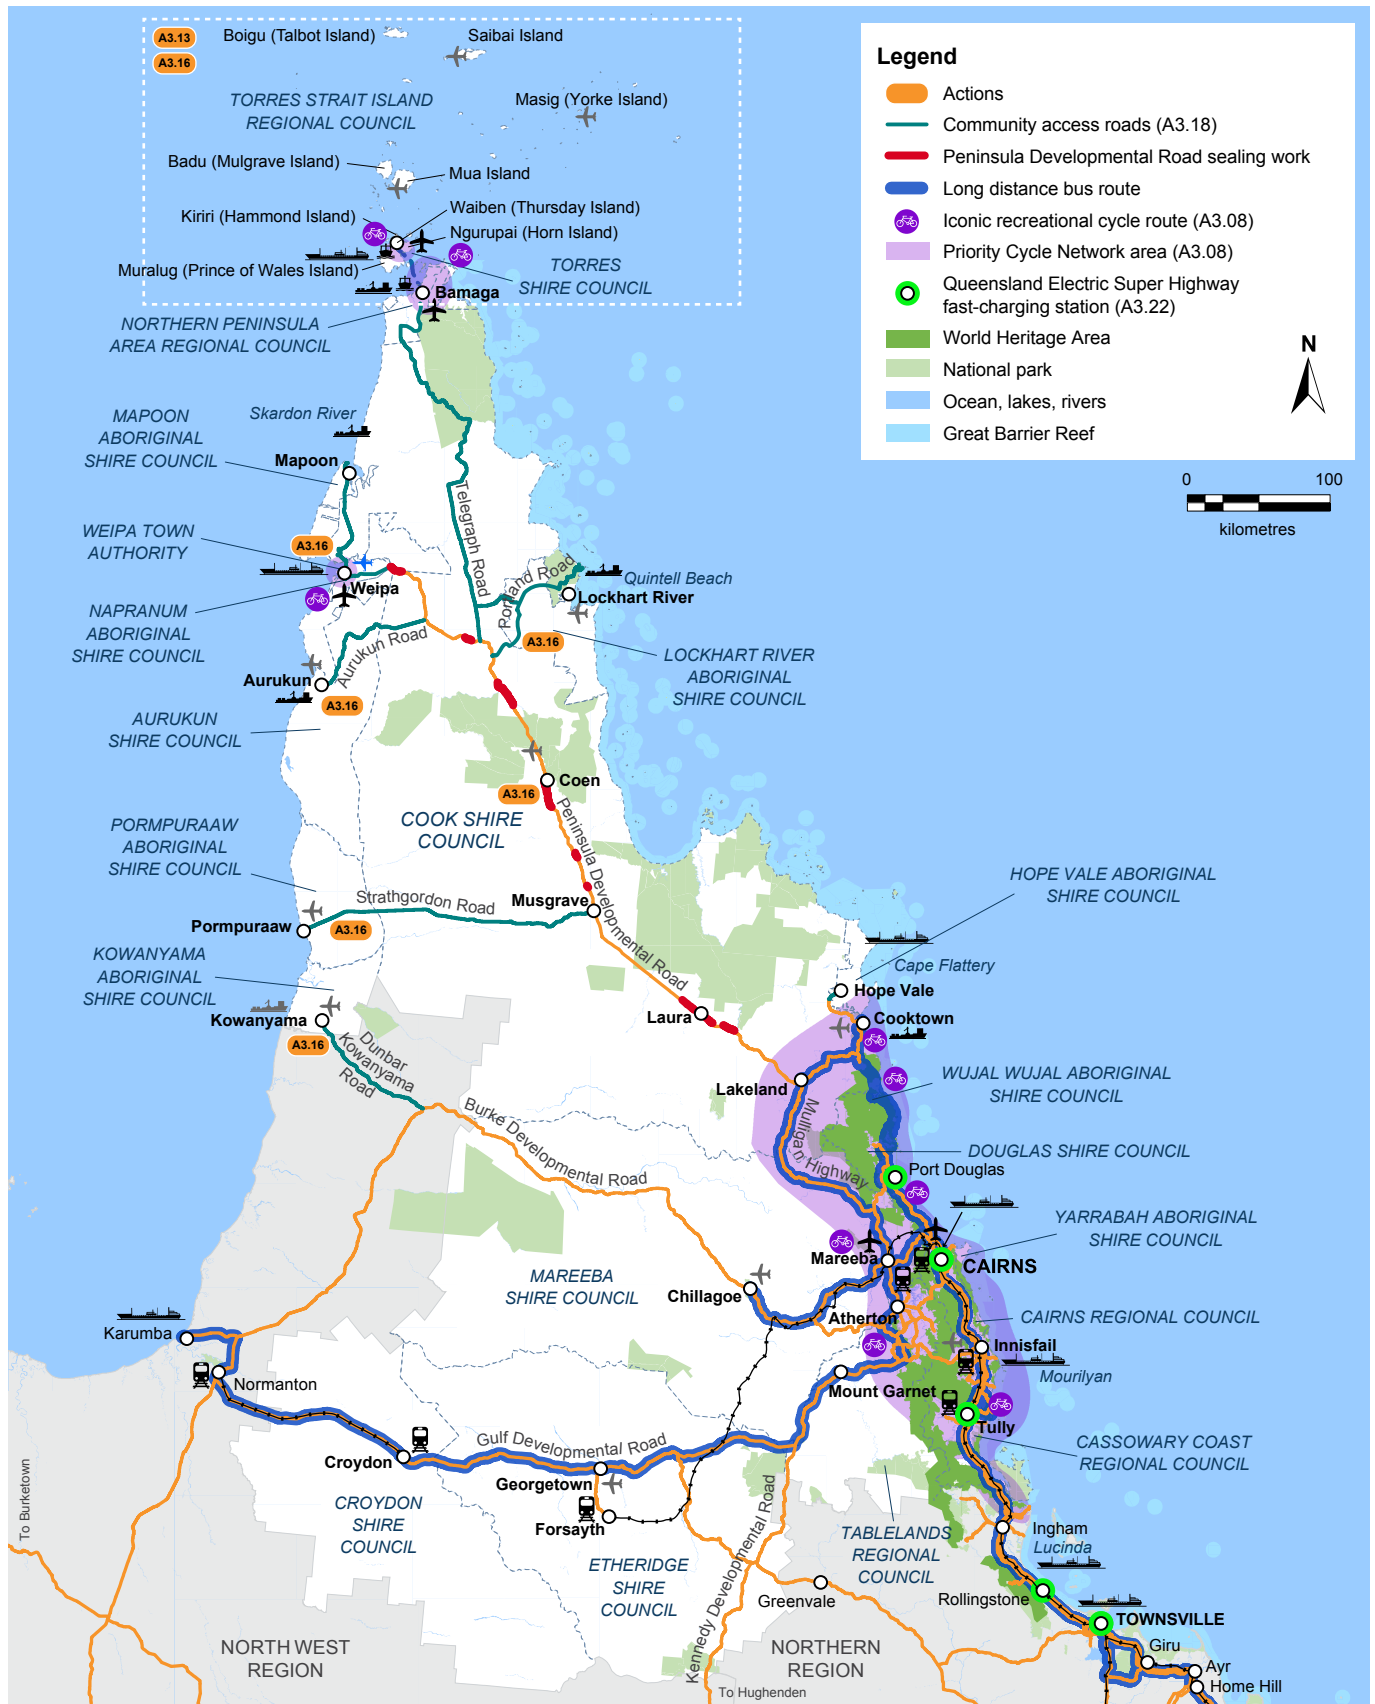 A3.13
A3.16
Boigu (Talbot Island)
Saibai Island
TORRES STRAIT ISLAND
REGIONAL COUNCIL
Masig (Yorke Island)
Badu (Mulgrave Island)
Mua Island
Kiriri (Hammond Island)
Waiben (Thursday Island)
Ngurupai (Horn Island)
Muralug (Prince of Wales Island)
TORRES
SHIRE COUNCIL
Bamaga
NORTHERN PENINSULA
AREA REGIONAL COUNCIL
Legend
Actions
Community access roads (A3.18)
Peninsula Developmental Road sealing work
Long distance bus route
Iconic recreational cycle route (A3.08)
Priority Cycle Network area (A3.08)
Queensland Electric Super Highway
fast-charging station (A3.22)
World Heritage Area
National park
Ocean, lakes, rivers
Great Barrier Reef
N
0
100
kilometres
MAPOON
ABORIGINAL
SHIRE COUNCIL
Skardon River
Mapoon
WEIPA TOWN
AUTHORITY
A3.16
Weipa
Telegraph Road
Portland Road
Quintell Beach
Lockhart River
NAPRANUM
ABORIGINAL
SHIRE COUNCIL
Aurukun Road
A3.16
LOCKHART RIVER
ABORIGINAL
SHIRE COUNCIL
Aurukun
A3.16
AURUKUN
SHIRE COUNCIL
Coen
A3.16
COOK SHIRE
COUNCIL
Peninsula Developmental Road
PORMPURAAW
ABORIGINAL
SHIRE COUNCIL
HOPE VALE ABORIGINAL
SHIRE COUNCIL
Strathgordon Road
Musgrave
Pormpuraaw
A3.16
KOWANYAMA
ABORIGINAL
SHIRE COUNCIL
Cape Flattery
Hope Vale
Laura
Cooktown
Kowanyama
A3.16
Dunbar
Kowanyama
Road
Lakeland
WUJAL WUJAL ABORIGINAL
SHIRE COUNCIL
Burke Developmental Road
Mulligan Highway
DOUGLAS SHIRE COUNCIL
Port Douglas
YARRABAH ABORIGINAL
SHIRE COUNCIL
Mareeba
CAIRNS
MAREEBA
SHIRE COUNCIL
Chillagoe
Atherton
CAIRNS REGIONAL COUNCIL
Karumba
Innisfail
Mourilyan
Normanton
Mount Garnet
Tully
Gulf Developmental Road
CASSOWARY COAST
REGIONAL COUNCIL
Croydon
Georgetown
To Burketown
CROYDON
SHIRE
COUNCIL
Forsayth
Kennedy Developmental Road
TABLELANDS
REGIONAL
COUNCIL
Ingham
Lucinda
ETHERIDGE
SHIRE
COUNCIL
Greenvale
Rollingstone
TOWNSVILLE
NORTH WEST
REGION
NORTHERN
REGION
Giru
Ayr
Home Hill
To Hughenden